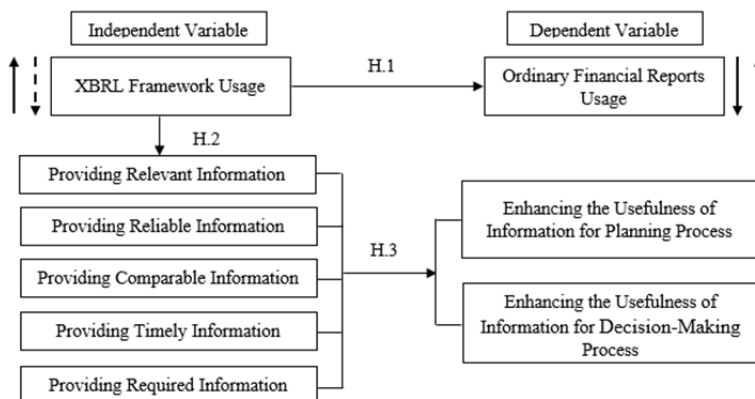 Independent Variable
Dependent Variable
XBRL Framework Usage
H.1
Ordinary Financial Reports
Usage
H.2
Providing Relevant Information
Providing Reliable Information
Providing Comparable Information
Providing Timely Information
Providing Required Information
H.3
Enhancing the Usefulness of
Information for Planning Process
Enhancing the Usefulness of
Information for Decision-Making
Process